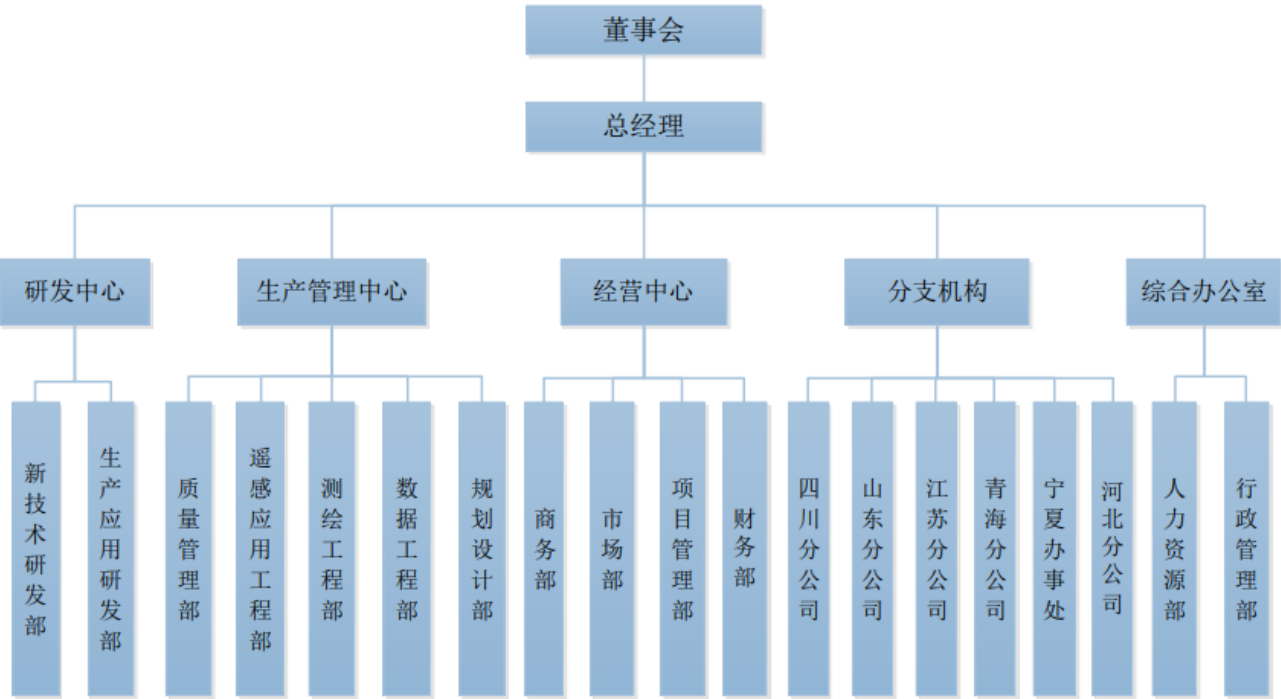 董事会
总经理
研发中心
生产管理中心
经营中心
分支机构
综合办公室
新技术研发部
生产应用研发部
质量管理部
遥感应用工程部
测绘工程部
数据工程部
规划设计部
商务部
市场部
项目管理部
财务部
四川分公司
山东分公司
江苏分公司
青海分公司
宁夏办事处
河北分公司
人力资源部
行政管理部